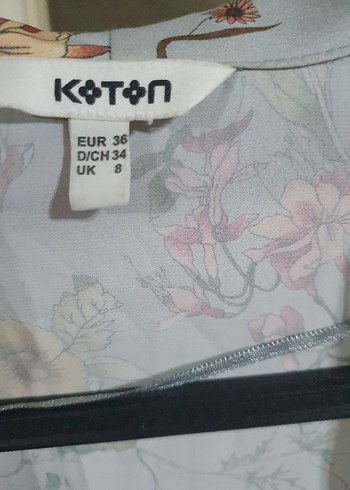 KOTON
EUR 36
D/CH 34
UK 8